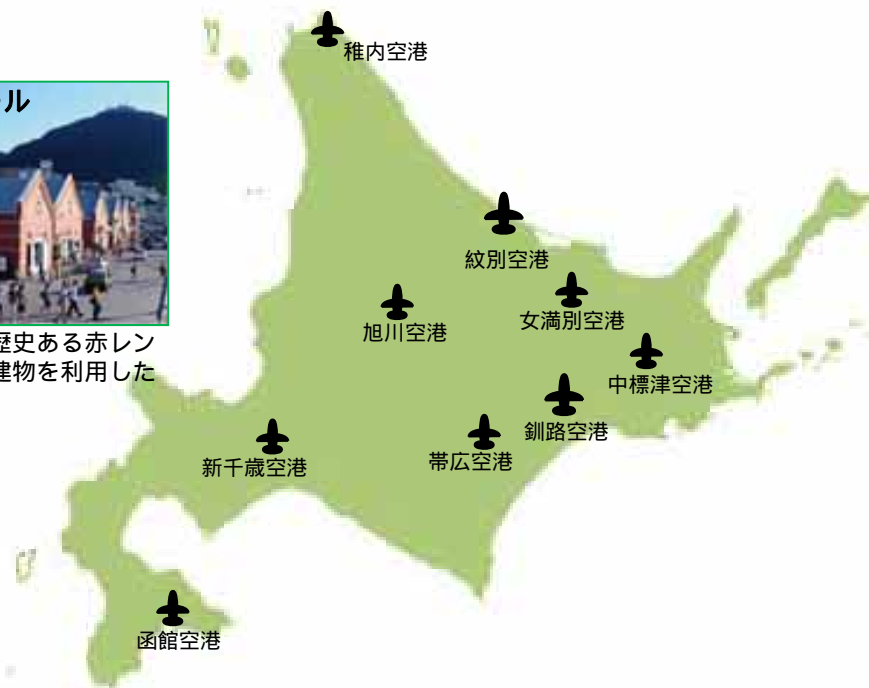 稚内空港
ール
歴史ある赤レン
建物を利用した
紋別空港
女満別空港
旭川空港
中標津空港
釧路空港
帯広空港
新千歳空港
函館空港